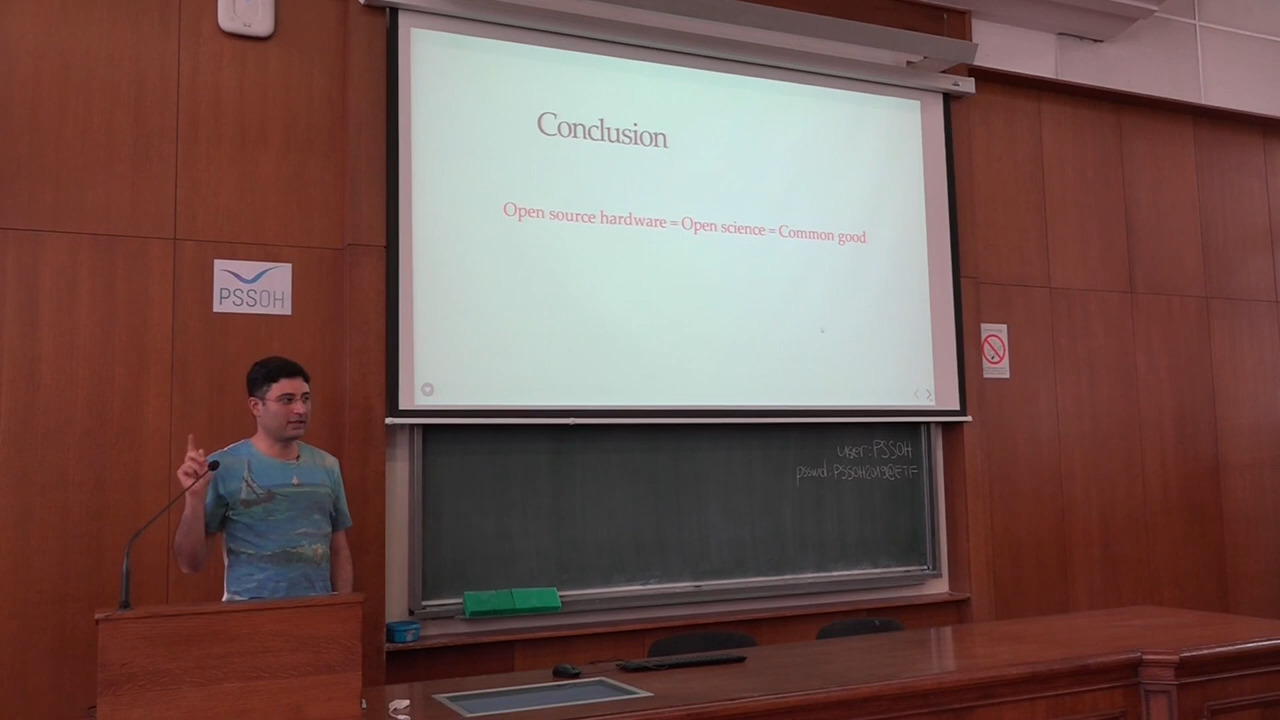 Conclusion
Open source hardware = Open science = Common good
PSSOH
user: PSSOH
psswd. PSSOH2019@ETF